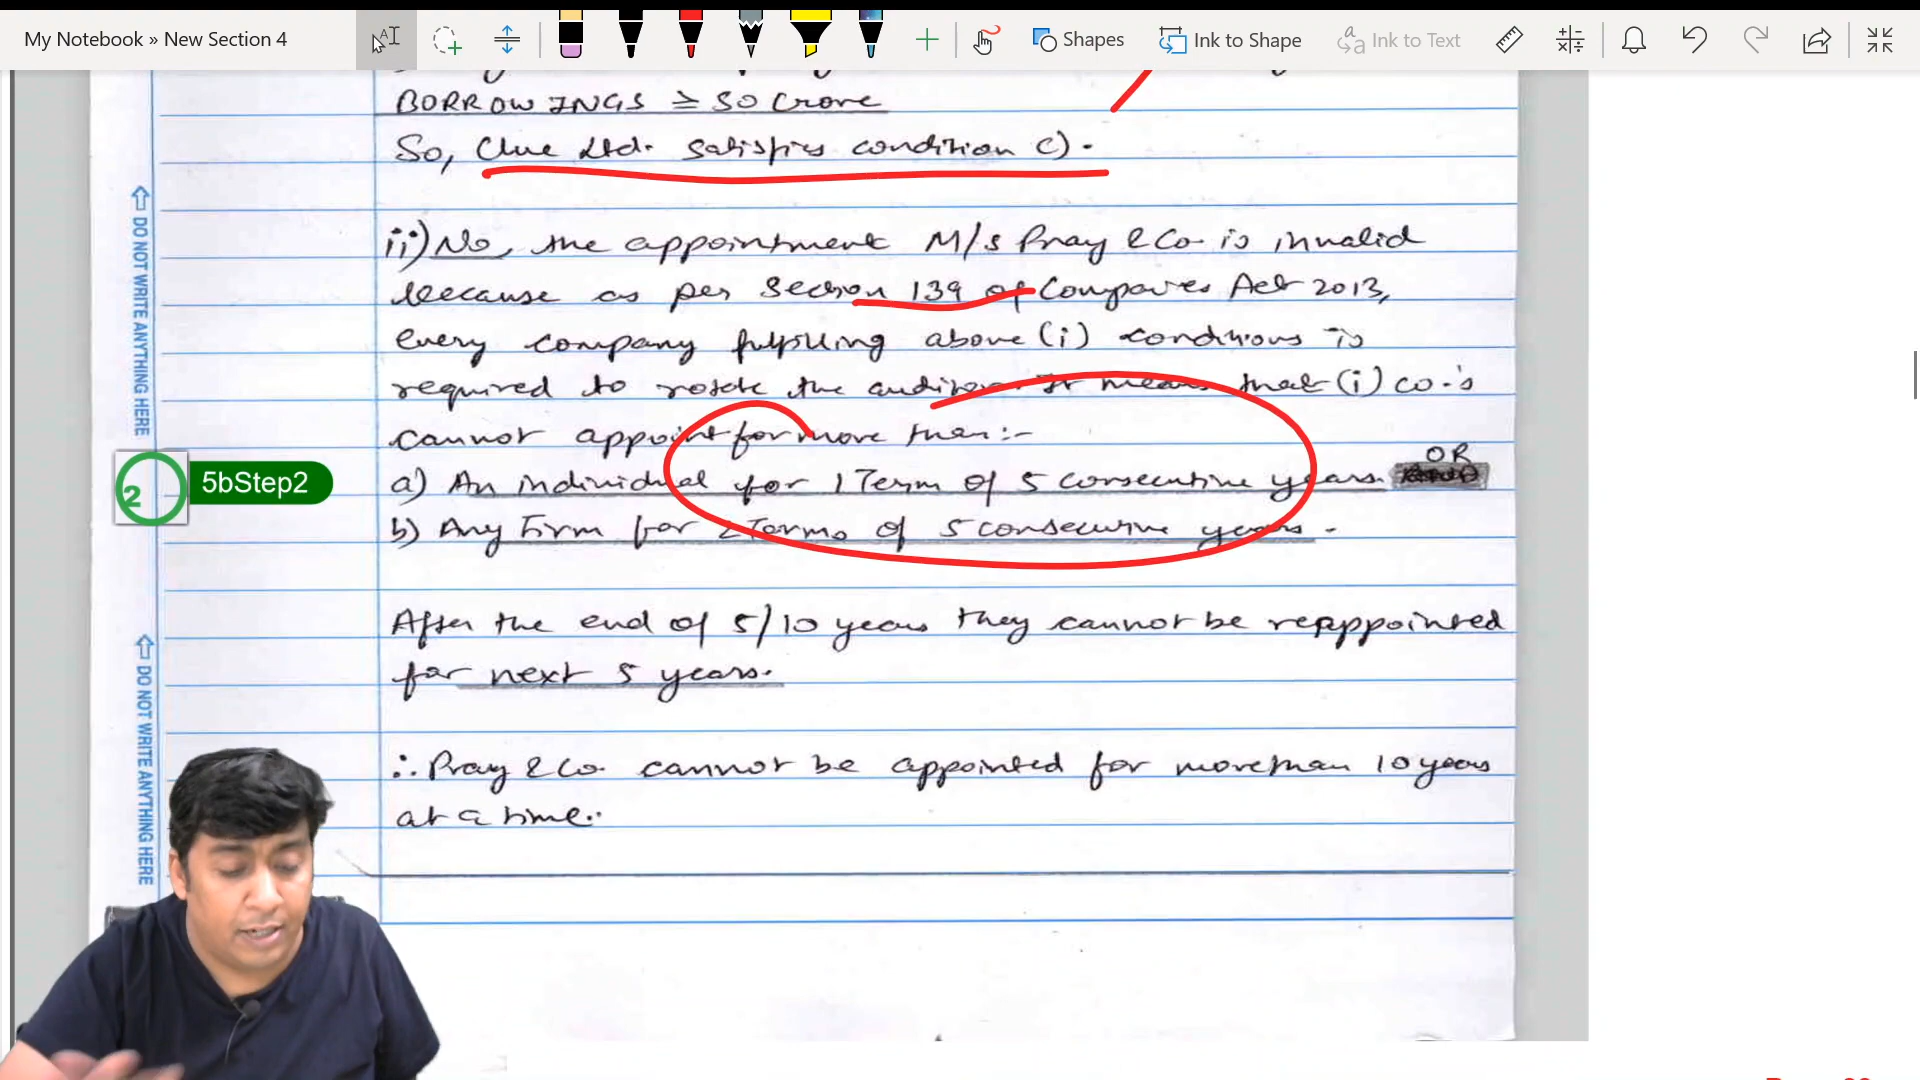 My Notebook » New Section 4
Shapes
Ink to Shape
Ink to Text
BORROWINGS ≥ 50 Crore
So, Clue Ltd. satisfies condition c).
ii) No, the appointment M/s Pray & Co. is invalid
because as per Section 139 of Companies Act 2013,
every company fulfilling above (i) conditions is
required to rotate the auditor. It means that (i) co.'s
cannot appoint for more than:-
OR
a) An individual for 1 Term of 5 consecutive years.
2
5bStep2
b) Any Firm for 2 Terms of 5 consecutive years.
After the end of 5/10 years they cannot be reappointed
for next 5 years.
∴ Pray & Co. cannot be appointed for more than 10 years
at a time.
DO NOT WRITE ANYTHING HERE
DO NOT WRITE ANYTHING HERE